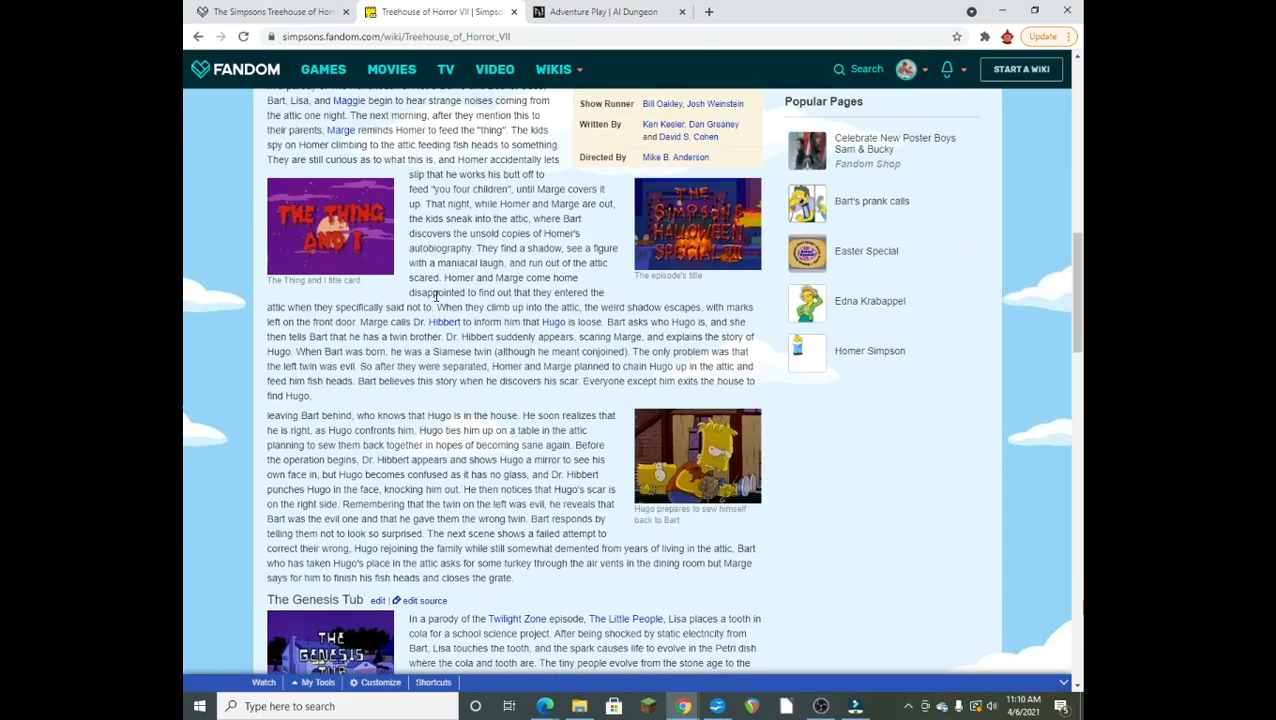 The Simpsons Treehouse of Hor
Treehouse of Horror VII | Simpso
Adventure Play | AI Dungeon
simpsons.fandom.com/wiki/Treehouse_of_Horror_VII
Update
FANDOM GAMES MOVIES TV VIDEO WIKIS Search START A WIKI
Bart, Lisa, and Maggie begin to hear strange noises coming from
the attic one night. The next morning, after they mention this to
their parents, Marge reminds Homer to feed the "thing". The kids
spy on Homer climbing to the attic feeding fish heads to something.
They are still curious as to what this is, and Homer accidentally lets
slip that he works his butt off to
feed "you four children", until Marge covers it
up. That night, while Homer and Marge are out,
the kids sneak into the attic, where Bart
discovers the unsold copies of Homer's
autobiography. They find a shadow, see a figure
with a maniacal laugh, and run out of the attic
scared. Homer and Marge come home
disappointed to find out that they entered the
attic when they specifically said not to. When they climb up into the attic, the weird shadow escapes, with marks
left on the front door. Marge calls Dr. Hibbert to inform him that Hugo is loose. Bart asks who Hugo is, and she
then tells Bart that he has a twin brother. Dr. Hibbert suddenly appears, scaring Marge, and explains the story of
Hugo. When Bart was born, he was a Siamese twin (although he meant conjoined). The only problem was that
the left twin was evil. So after they were separated, Homer and Marge planned to chain Hugo up in the attic and
feed him fish heads. Bart believes this story when he discovers his scar. Everyone except him exits the house to
find Hugo,
THE THING
AND I
The Thing and I title card
Show Runner Bill Oakley, Josh Weinstein
Written By Ken Keeler, Dan Greaney
and David S. Cohen
Directed By Mike B. Anderson
THE
SIMPSONS
HALLOWEEN
SPECIAL VII
The episode's title
leaving Bart behind, who knows that Hugo is in the house. He soon realizes that
he is right, as Hugo confronts him. Hugo ties him up on a table in the attic
planning to sew them back together in hopes of becoming sane again. Before
the operation begins, Dr. Hibbert appears and shows Hugo a mirror to see his
own face in, but Hugo becomes confused as it has no glass, and Dr. Hibbert
punches Hugo in the face, knocking him out. He then notices that Hugo's scar is
on the right side. Remembering that the twin on the left was evil, he reveals that
Bart was the evil one and that he gave them the wrong twin. Bart responds by
telling them not to look so surprised. The next scene shows a failed attempt to
correct their wrong, Hugo rejoining the family while still somewhat demented from years of living in the attic, Bart
who has taken Hugo's place in the attic asks for some turkey through the air vents in the dining room but Marge
says for him to finish his fish heads and closes the grate.
Hugo prepares to sew himself
back to Bart
The Genesis Tub edit | edit source
THE
GENESIS
TUB
In a parody of the Twilight Zone episode, The Little People, Lisa places a tooth in
cola for a school science project. After being shocked by static electricity from
Bart, Lisa touches the tooth, and the spark causes life to evolve in the Petri dish
where the cola and tooth are. The tiny people evolve from the stone age to the
Popular Pages
Celebrate New Poster Boys
Sam & Bucky
Fandom Shop
Bart's prank calls
Easter Special
Edna Krabappel
Homer Simpson
Watch My Tools Customize Shortcuts
Type here to search
11:10 AM
4/6/2021
5